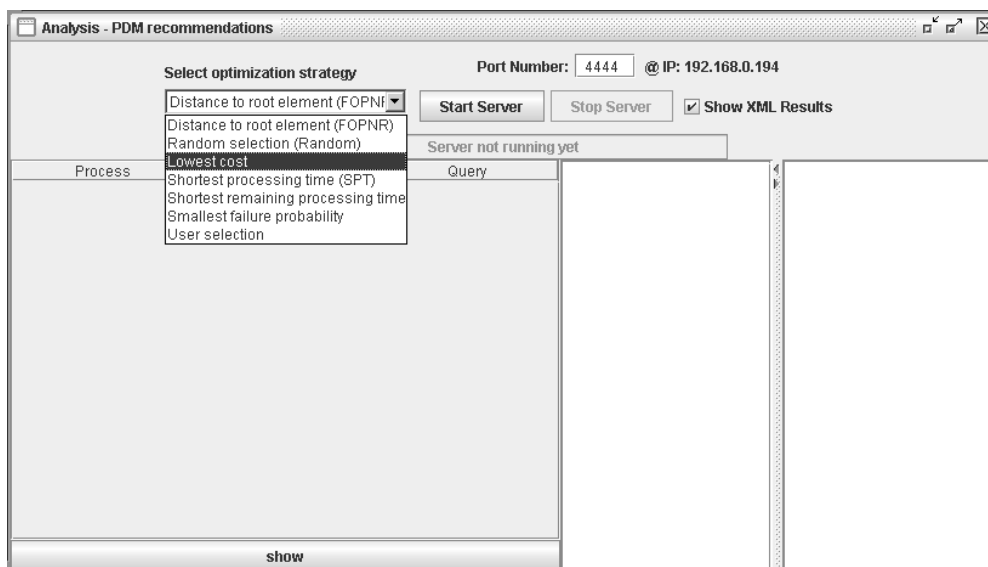 Analysis - PDM recommendations
Select optimization strategy
Port Number: 4444 @ IP: 192.168.0.194
Distance to root element (FOPNR
Start Server
Stop Server
Show XML Results
Distance to root element (FOPNR)
Random selection (Random)
Lowest cost
Shortest processing time (SPT)
Shortest remaining processing time
Smallest failure probability
User selection
Server not running yet
Process
Query
show